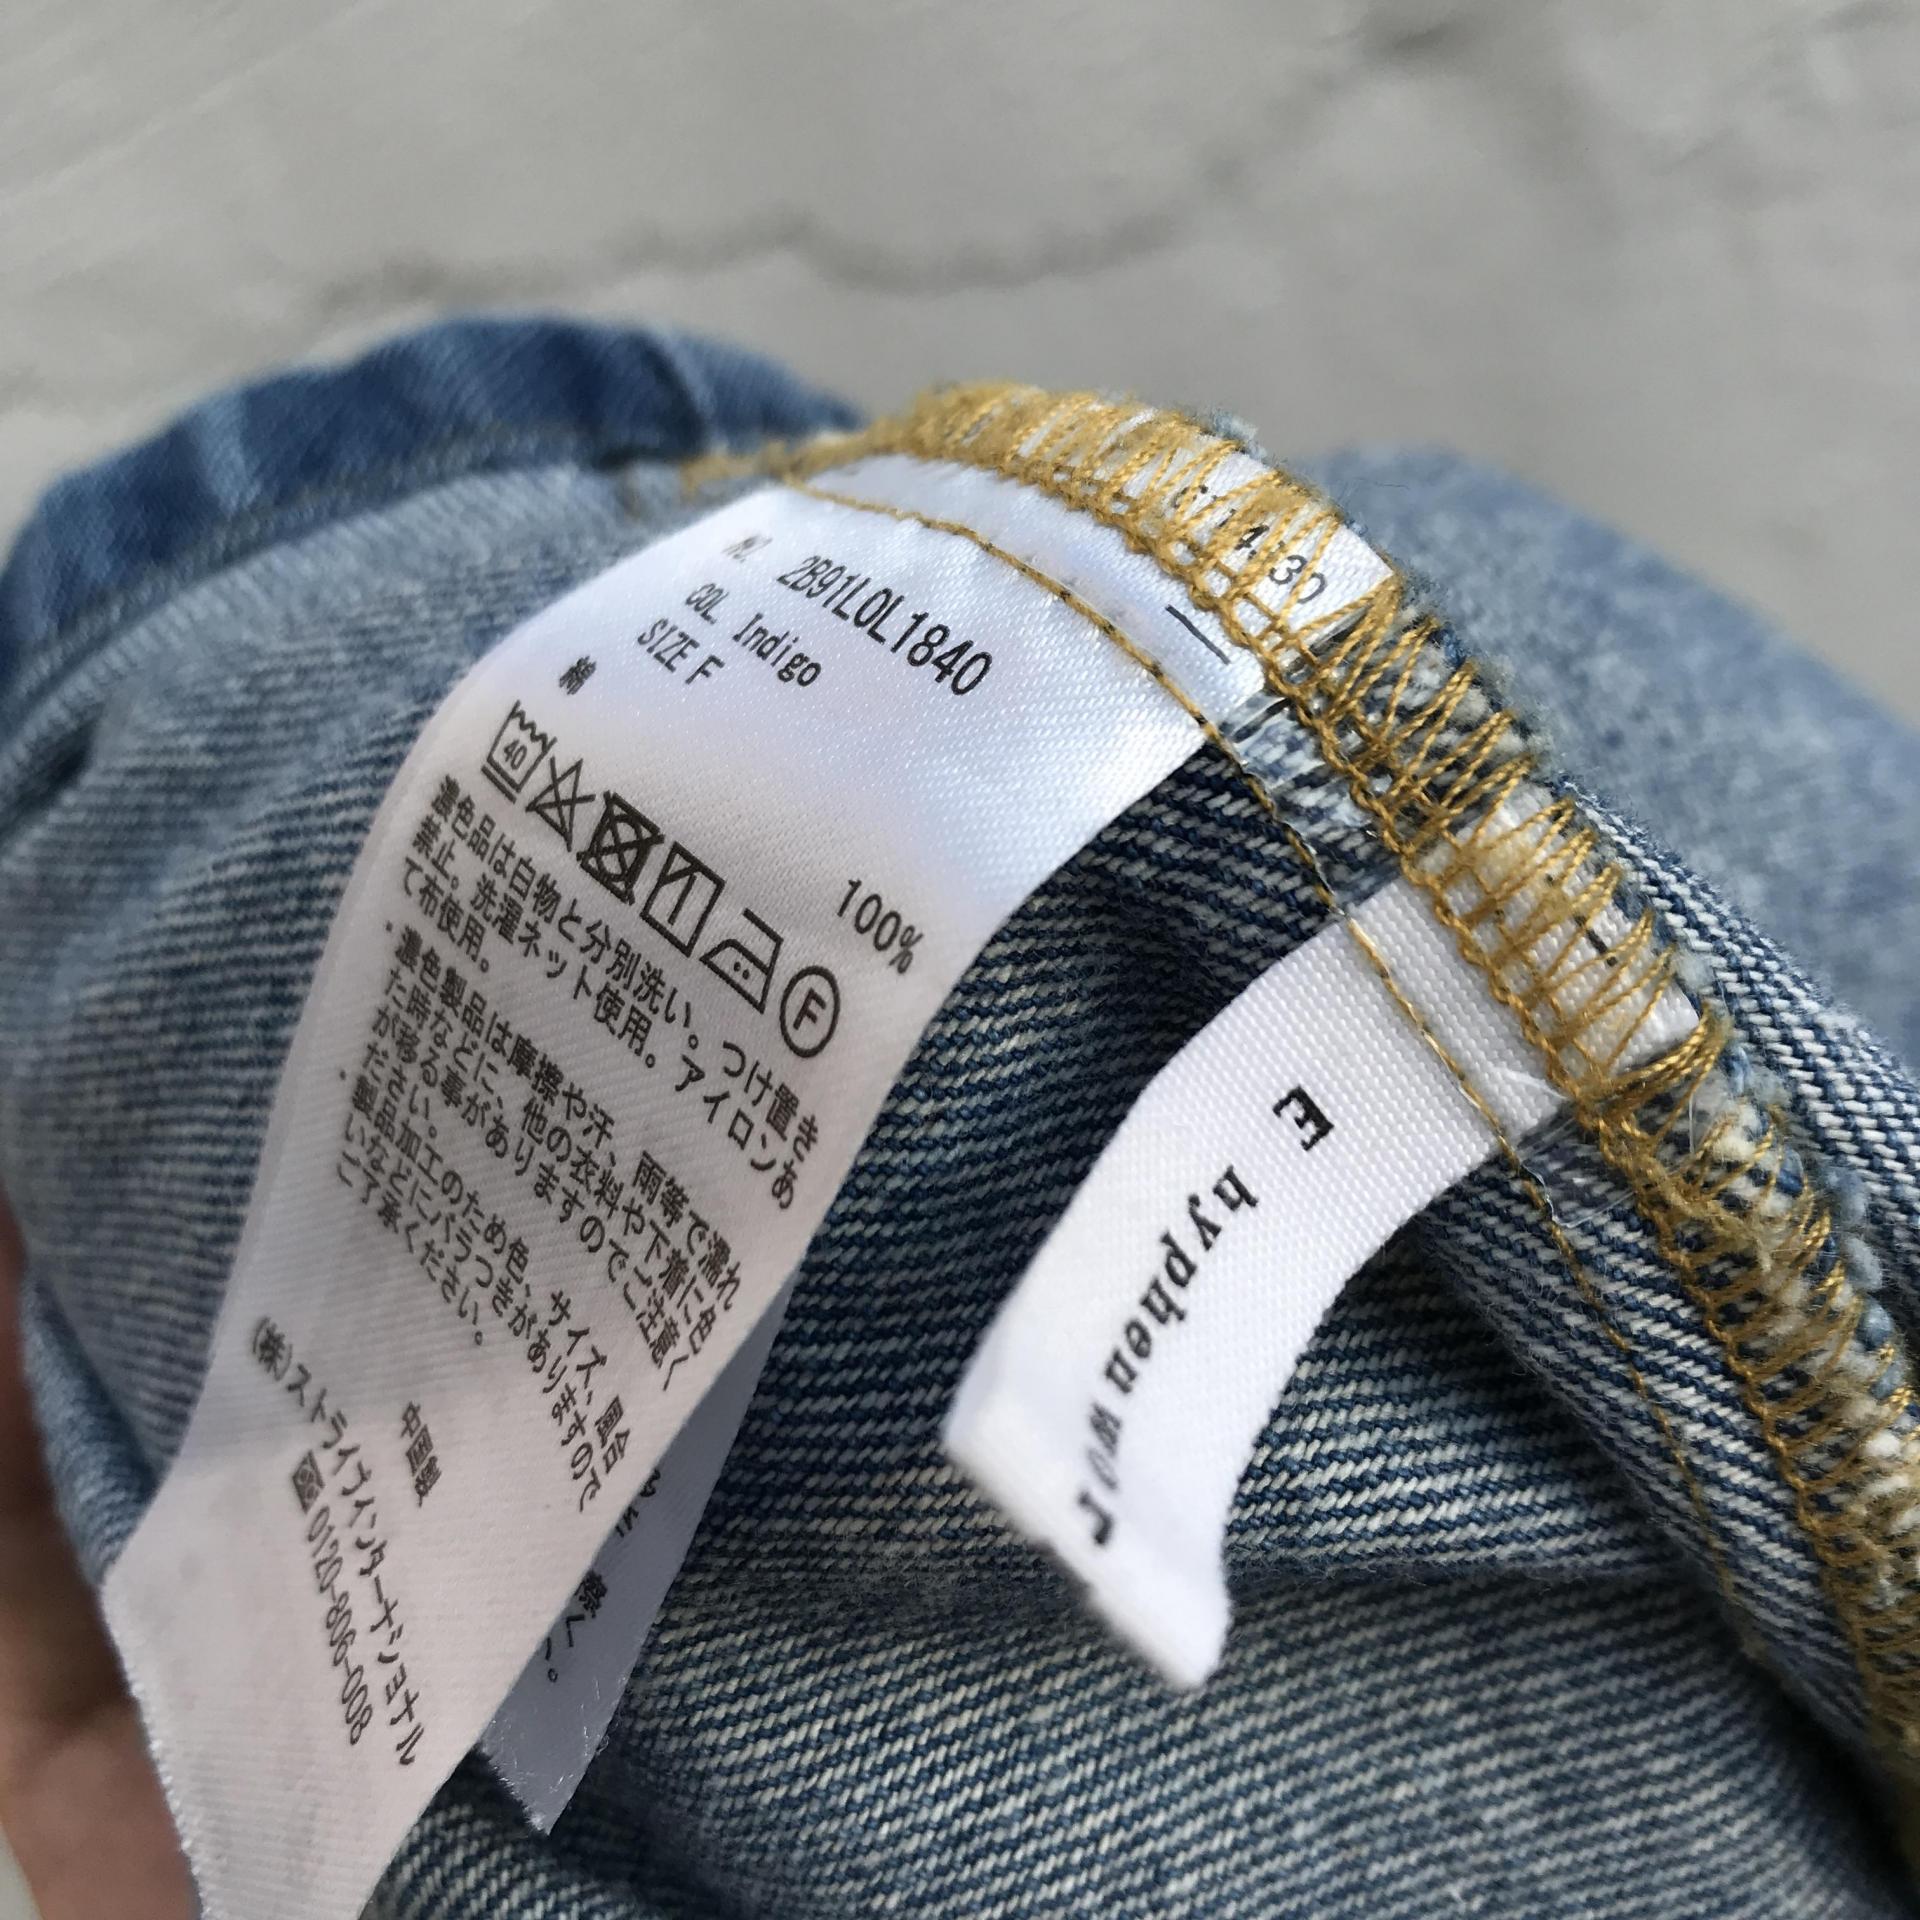 NO. 2B91L0L1840
COL. Indigo
SIZE F
綿 100%
40
F
濃色品は白物と分別洗い。つけ置き
禁止。洗濯ネット使用。アイロンあ
て布使用。
・濃色製品は摩擦や汗、雨等で濡れ
た時などに、他の衣料や下着に色
が移る事がありますのでご注意く
ださい。
・製品加工のため色、サイズ、風合
いなどにバラつきがありますので
ご了承ください。
中国製
(株)ストライプインターナショナル
0120-806-008
E hyphen wor